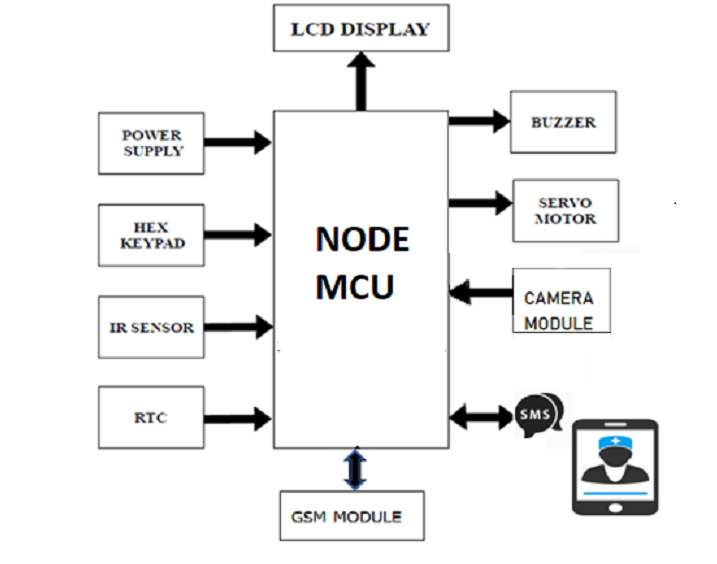 LCD DISPLAY
POWER
SUPPLY
HEX
KEYPAD
IR SENSOR
RTC
NODE
MCU
BUZZER
SERVO
MOTOR
CAMERA
MODULE
SMS
GSM MODULE